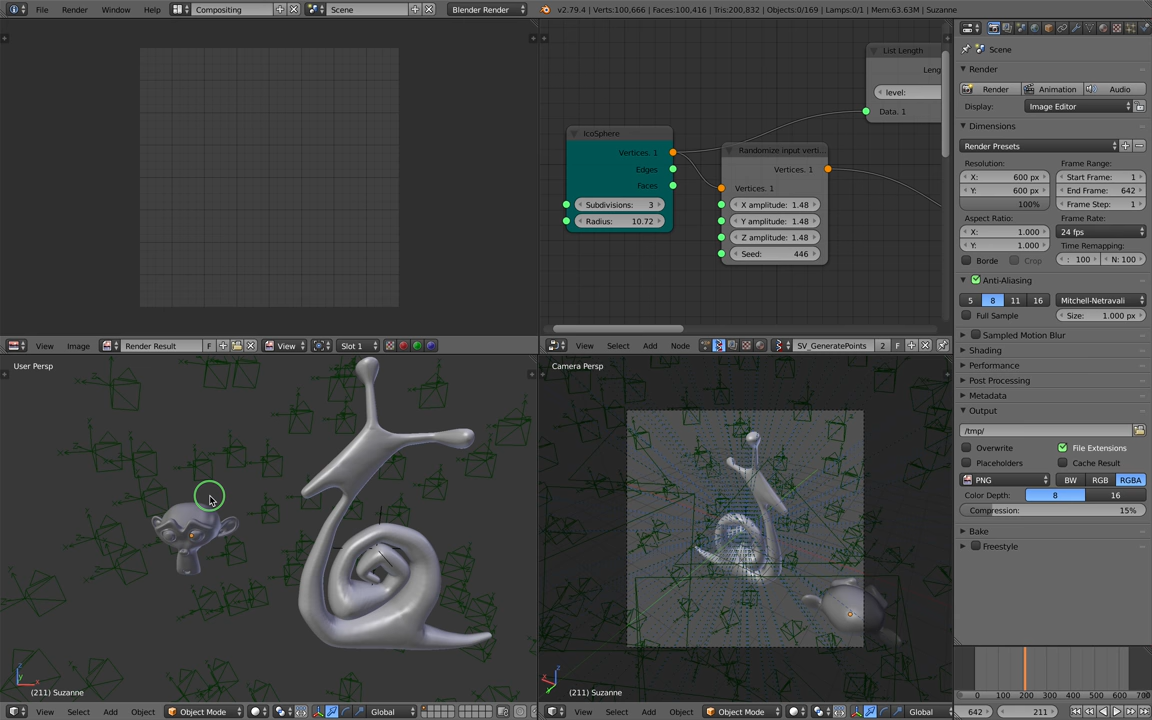 File Render Window Help Compositing Scene Blender Render v2.79.4 | Verts:100,666 | Faces:100,416 | Tris:200,832 | Objects:0/169 | Lamps:0/1 | Mem:63.63M | Suzanne
List Length
Leng
level:
Data. 1
IcoSphere
Vertices. 1
Edges
Faces
Subdivisions: 3
Radius: 10.72
Randomize input verti...
Vertices. 1
Vertices. 1
X amplitude: 1.48
Y amplitude: 1.48
Z amplitude: 1.48
Seed: 446
View Image Render Result F View Slot 1
View Select Add Node SV_GeneratePoints 2 F
User Persp
(211) Suzanne
View Select Add Object Object Mode Global
Camera Persp
(211) Suzanne
View Select Add Object Object Mode Global
Scene
Render
Render Animation Audio
Display: Image Editor
Dimensions
Render Presets
Resolution: Frame Range:
X: 600 px Start Frame: 1
Y: 600 px End Frame: 642
100% Frame Step: 1
Aspect Ratio: Frame Rate:
X: 1.000 24 fps
Y: 1.000 Time Remapping:
Borde Crop : 100 N: 100
Anti-Aliasing
5 8 11 16 Mitchell-Netravali
Full Sample Size: 1.000 px
Sampled Motion Blur
Shading
Performance
Post Processing
Metadata
Output
/tmp/
Overwrite File Extensions
Placeholders Cache Result
PNG BW RGB RGBA
Color Depth: 8 16
Compression: 15%
Bake
Freestyle
0 100 200 300 400 500 600 700
642 211